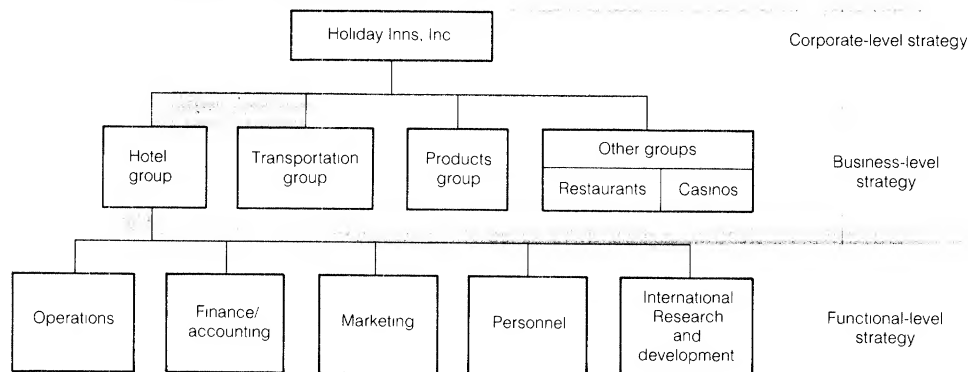 Holiday Inns, Inc
Corporate-level strategy
Hotel
group
Transportation
group
Products
group
Other groups
Restaurants
Casinos
Business-level
strategy
Operations
Finance/
accounting
Marketing
Personnel
International
Research
and
development
Functional-level
strategy